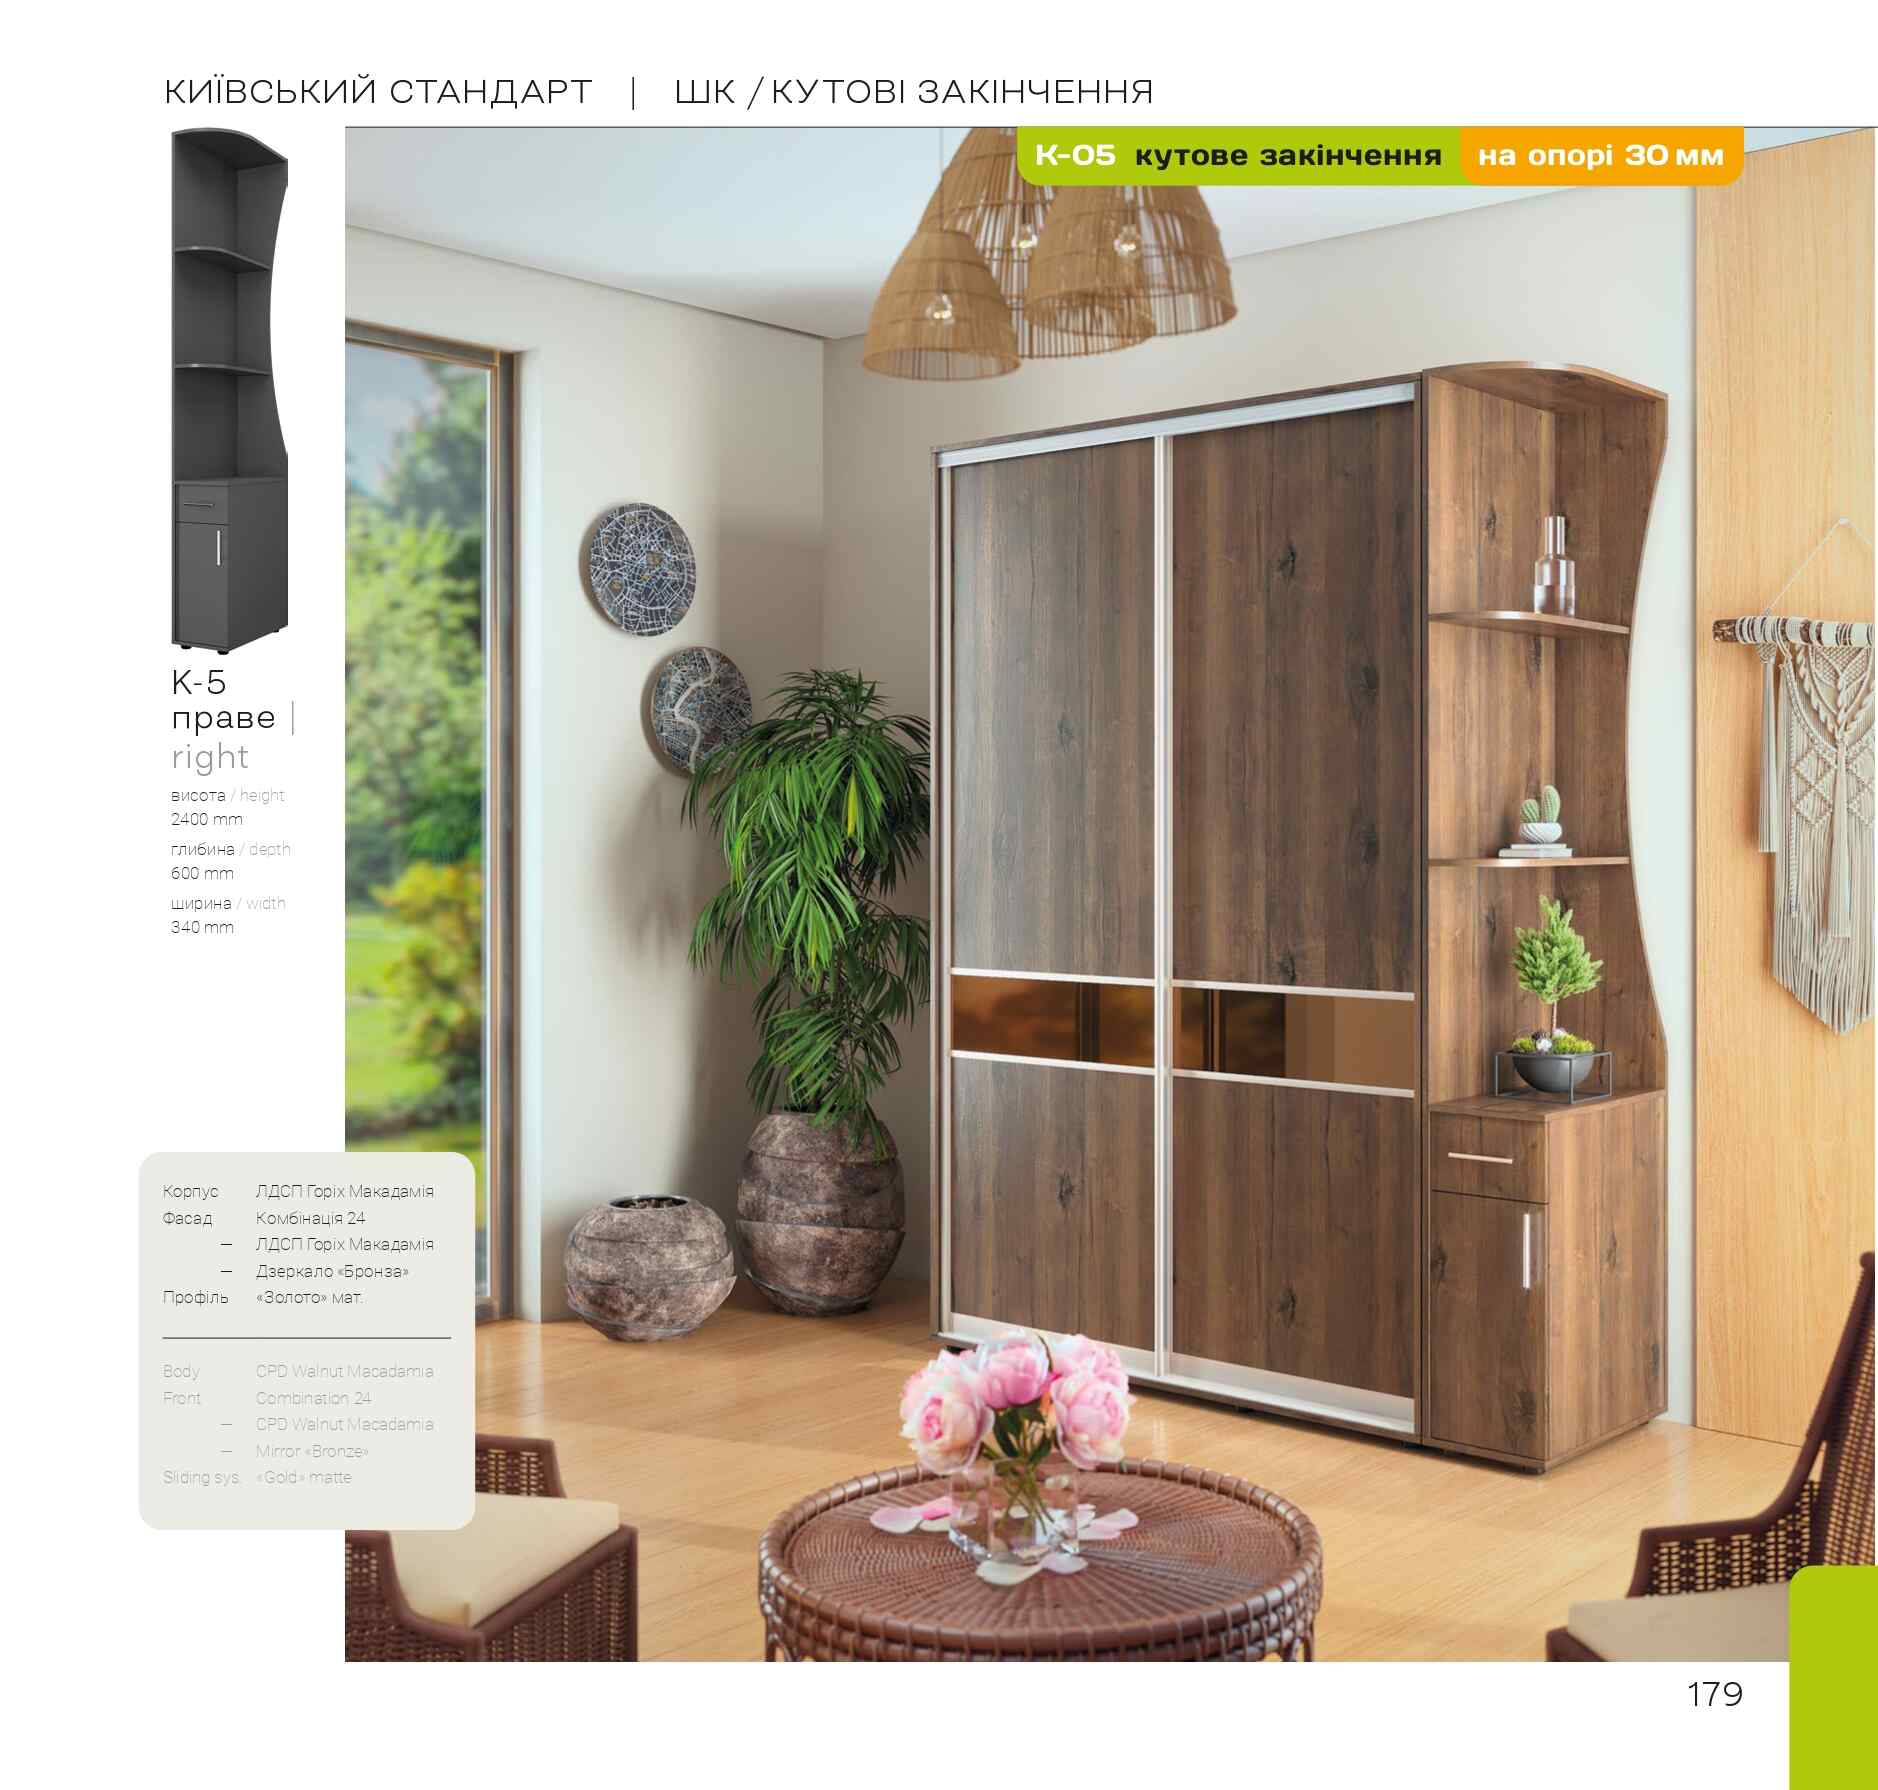 КИЇВСЬКИЙ СТАНДАРТ | ШК / КУТОВІ ЗАКІНЧЕННЯ
К-05 кутове закінчення на опорі 30 мм
К-5
праве |
right
висота / height
2400 mm
глибина / depth
600 mm
ширина / width
340 mm
Корпус ЛДСП Горіх Макадамія
Фасад Комбінація 24
– ЛДСП Горіх Макадамія
– Дзеркало «Бронза»
Профіль «Золото» мат.
Body CPD Walnut Macadamia
Front Combination 24
– CPD Walnut Macadamia
– Mirror «Bronze»
Sliding sys. «Gold» matte
179